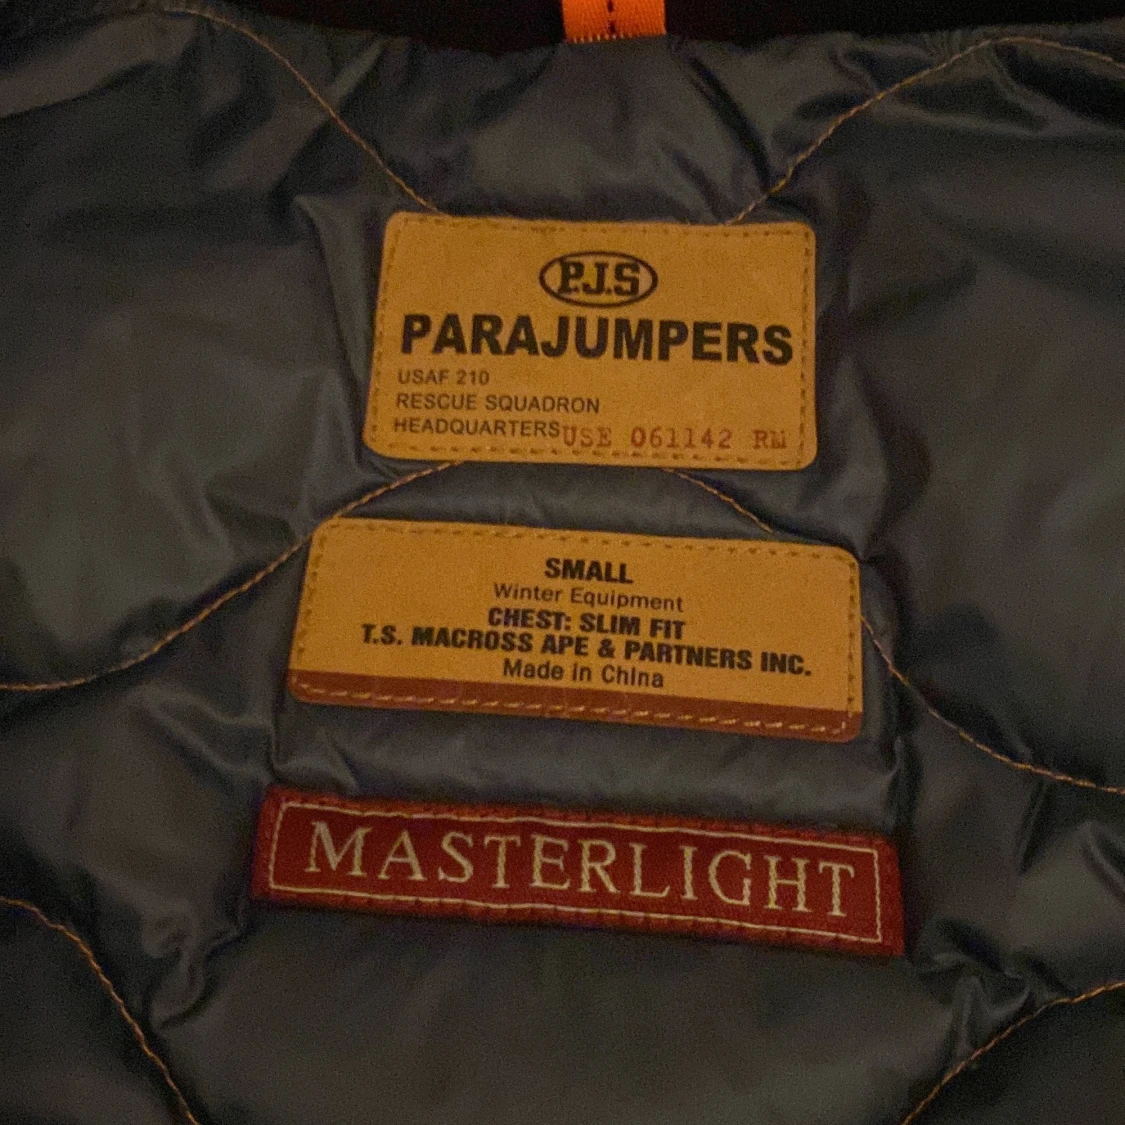 P.J.S
PARAJUMPERS
USAF 210
RESCUE SQUADRON
HEADQUARTERS USE 061142 RM
SMALL
Winter Equipment
CHEST: SLIM FIT
T.S. MACROSS APE & PARTNERS INC.
Made in China
MASTERLIGHT